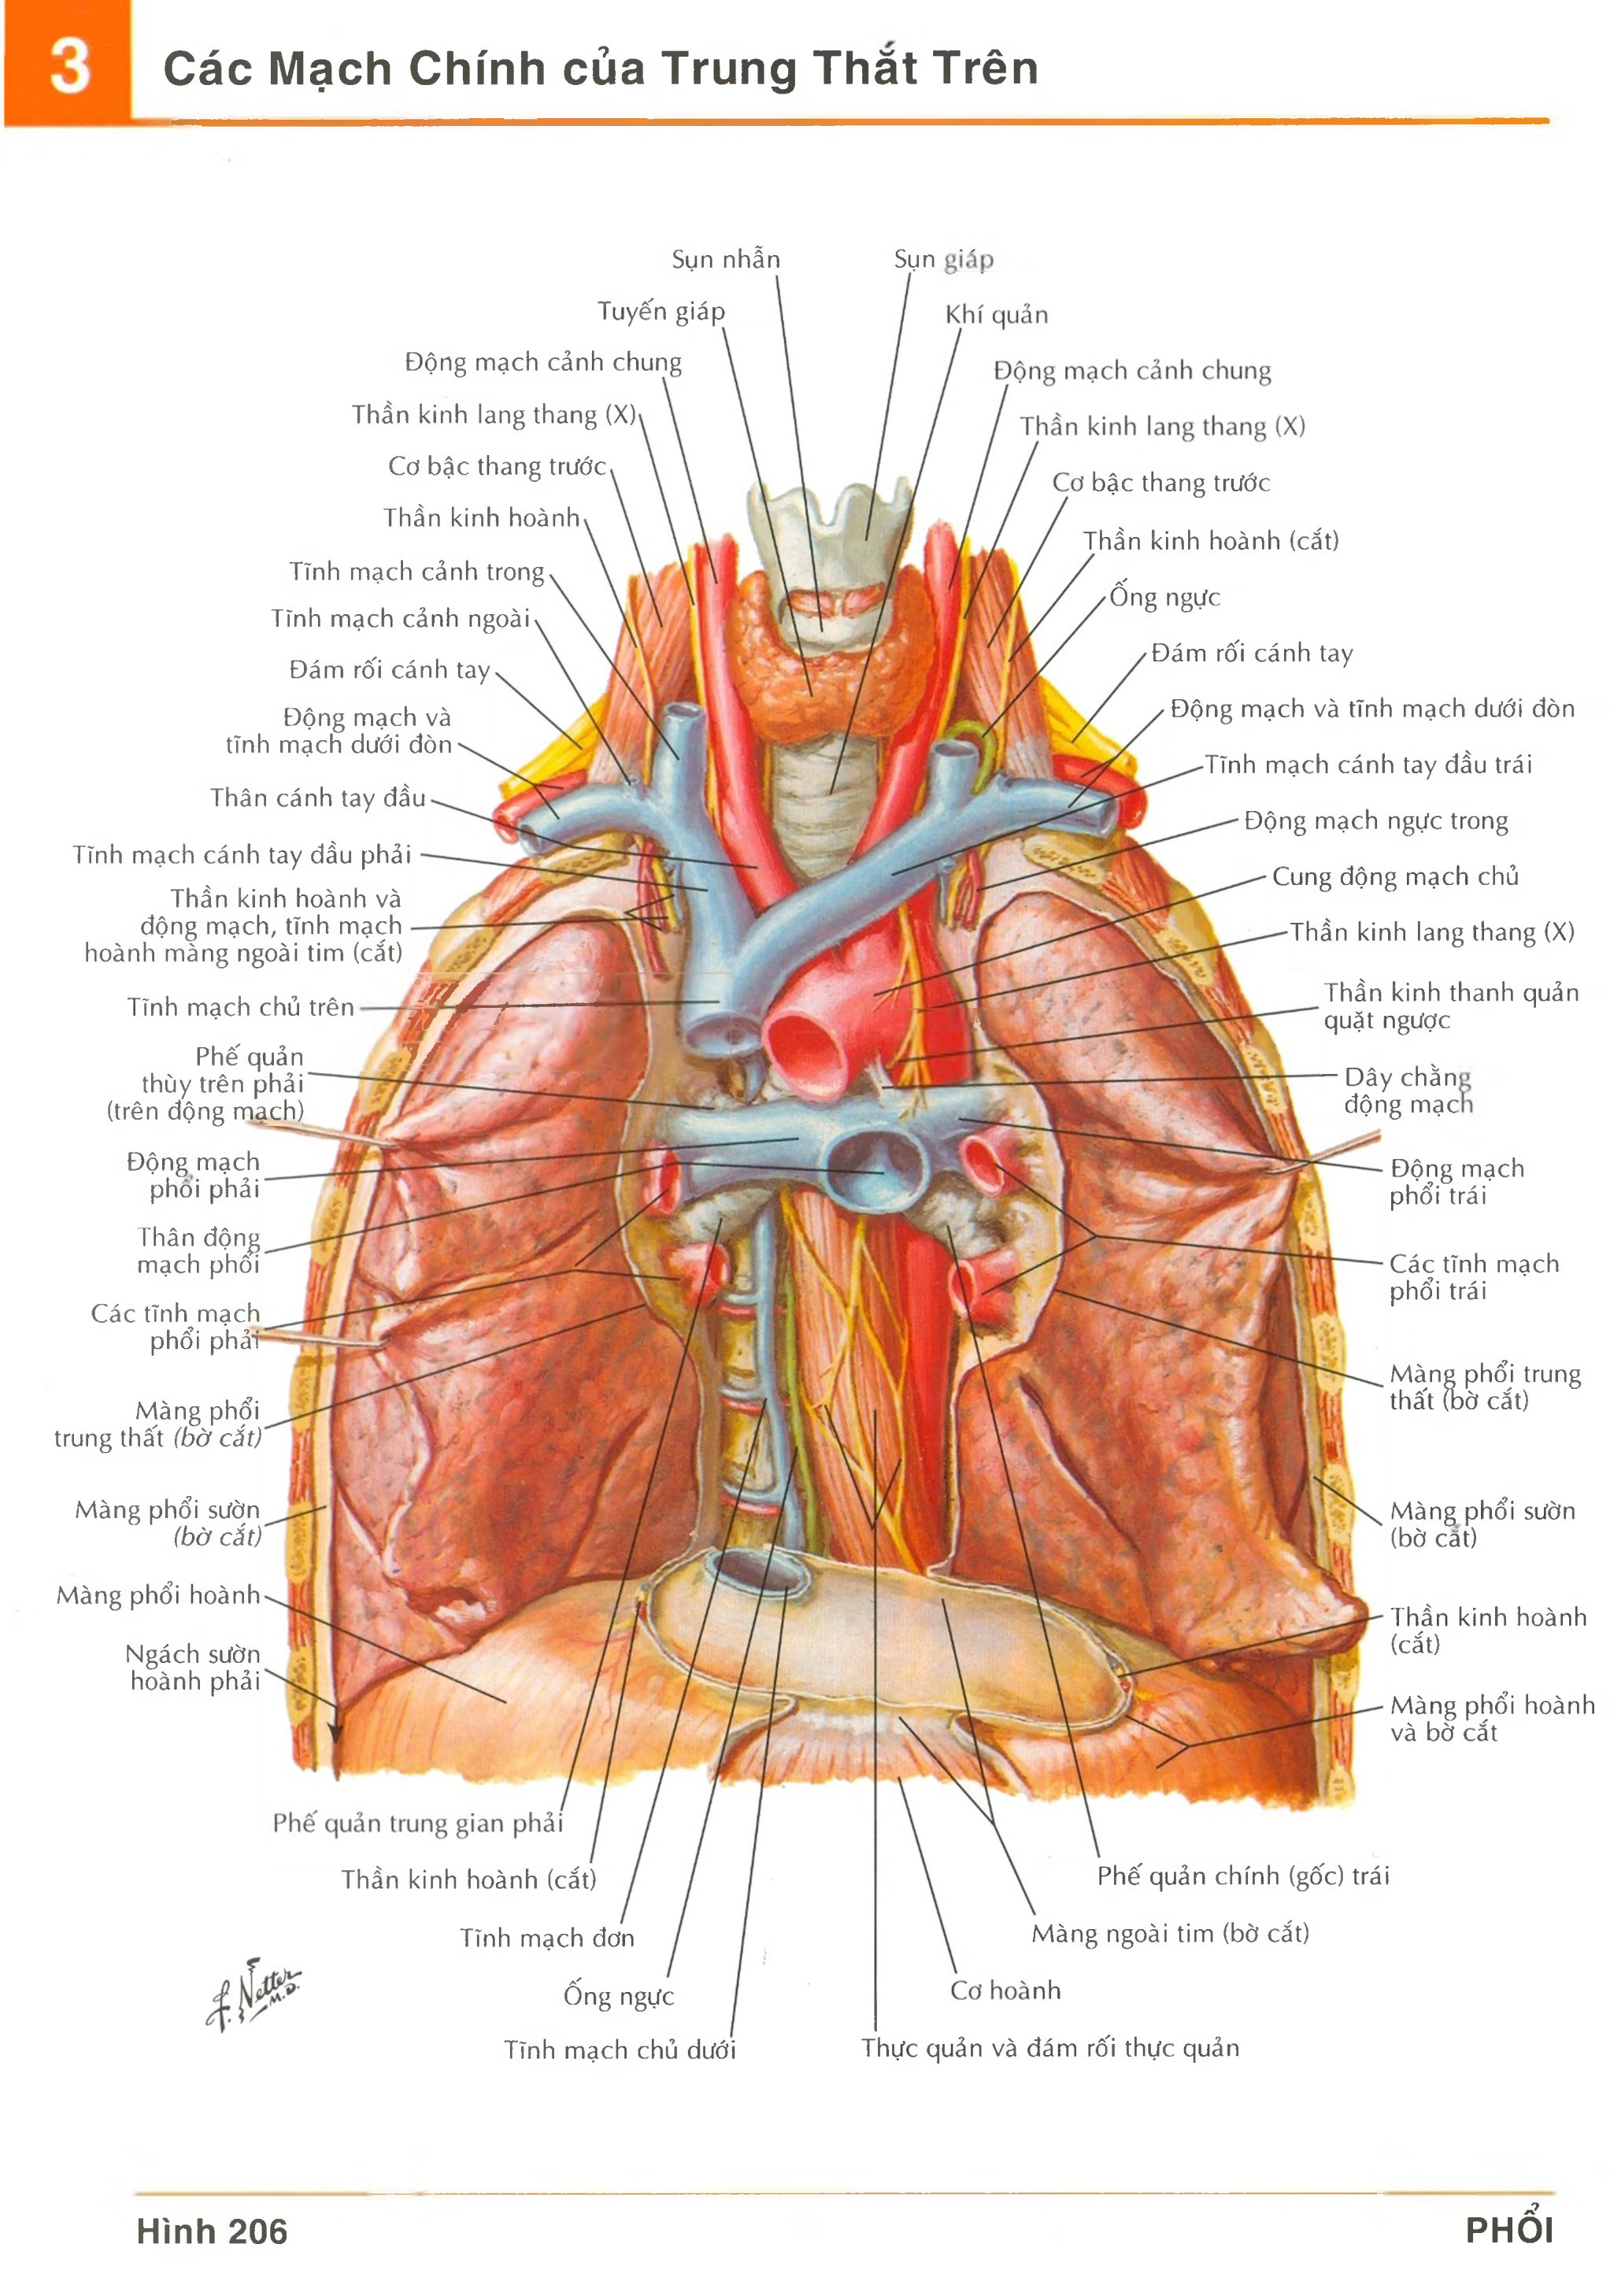 3
Các Mạch Chính của Trung Thắt Trên
Sụn nhẫn
Sụn giáp
Tuyến giáp
Khí quản
Động mạch cảnh chung
Động mạch cảnh chung
Thần kinh lang thang (X)
Thần kinh lang thang (X)
Cơ bậc thang trước
Cơ bậc thang trước
Thần kinh hoành
Thần kinh hoành (cắt)
Tĩnh mạch cảnh trong
Ống ngực
Tĩnh mạch cảnh ngoài
Đám rối cánh tay
Đám rối cánh tay
Động mạch và
tĩnh mạch dưới đòn
Động mạch và tĩnh mạch dưới đòn
Tĩnh mạch cánh tay đầu trái
Thân cánh tay đầu
Động mạch ngực trong
Tĩnh mạch cánh tay đầu phải
Cung động mạch chủ
Thần kinh hoành và
động mạch, tĩnh mạch
hoành màng ngoài tim (cắt)
Thần kinh lang thang (X)
Tĩnh mạch chủ trên
Thần kinh thanh quản
quặt ngược
Phế quản
thùy trên phải
(trên động mạch)
Dây chằng
động mạch
Động mạch
phổi phải
Động mạch
phổi trái
Thân động
mạch phổi
Các tĩnh mạch
phổi trái
Các tĩnh mạch
phổi phải
Màng phổi trung
thất (bờ cắt)
Màng phổi
trung thất (bờ cắt)
Màng phổi sườn
(bờ cắt)
Màng phổi sườn
(bờ cắt)
Màng phổi hoành
Thần kinh hoành
(cắt)
Ngách sườn
hoành phải
Màng phổi hoành
và bờ cắt
Phế quản trung gian phải
Thần kinh hoành (cắt)
Phế quản chính (gốc) trái
Tĩnh mạch đơn
Màng ngoài tim (bờ cắt)
Ống ngực
Cơ hoành
Tĩnh mạch chủ dưới
Thực quản và đám rối thực quản
F. Netter
M.D.
Hình 206
PHỔI